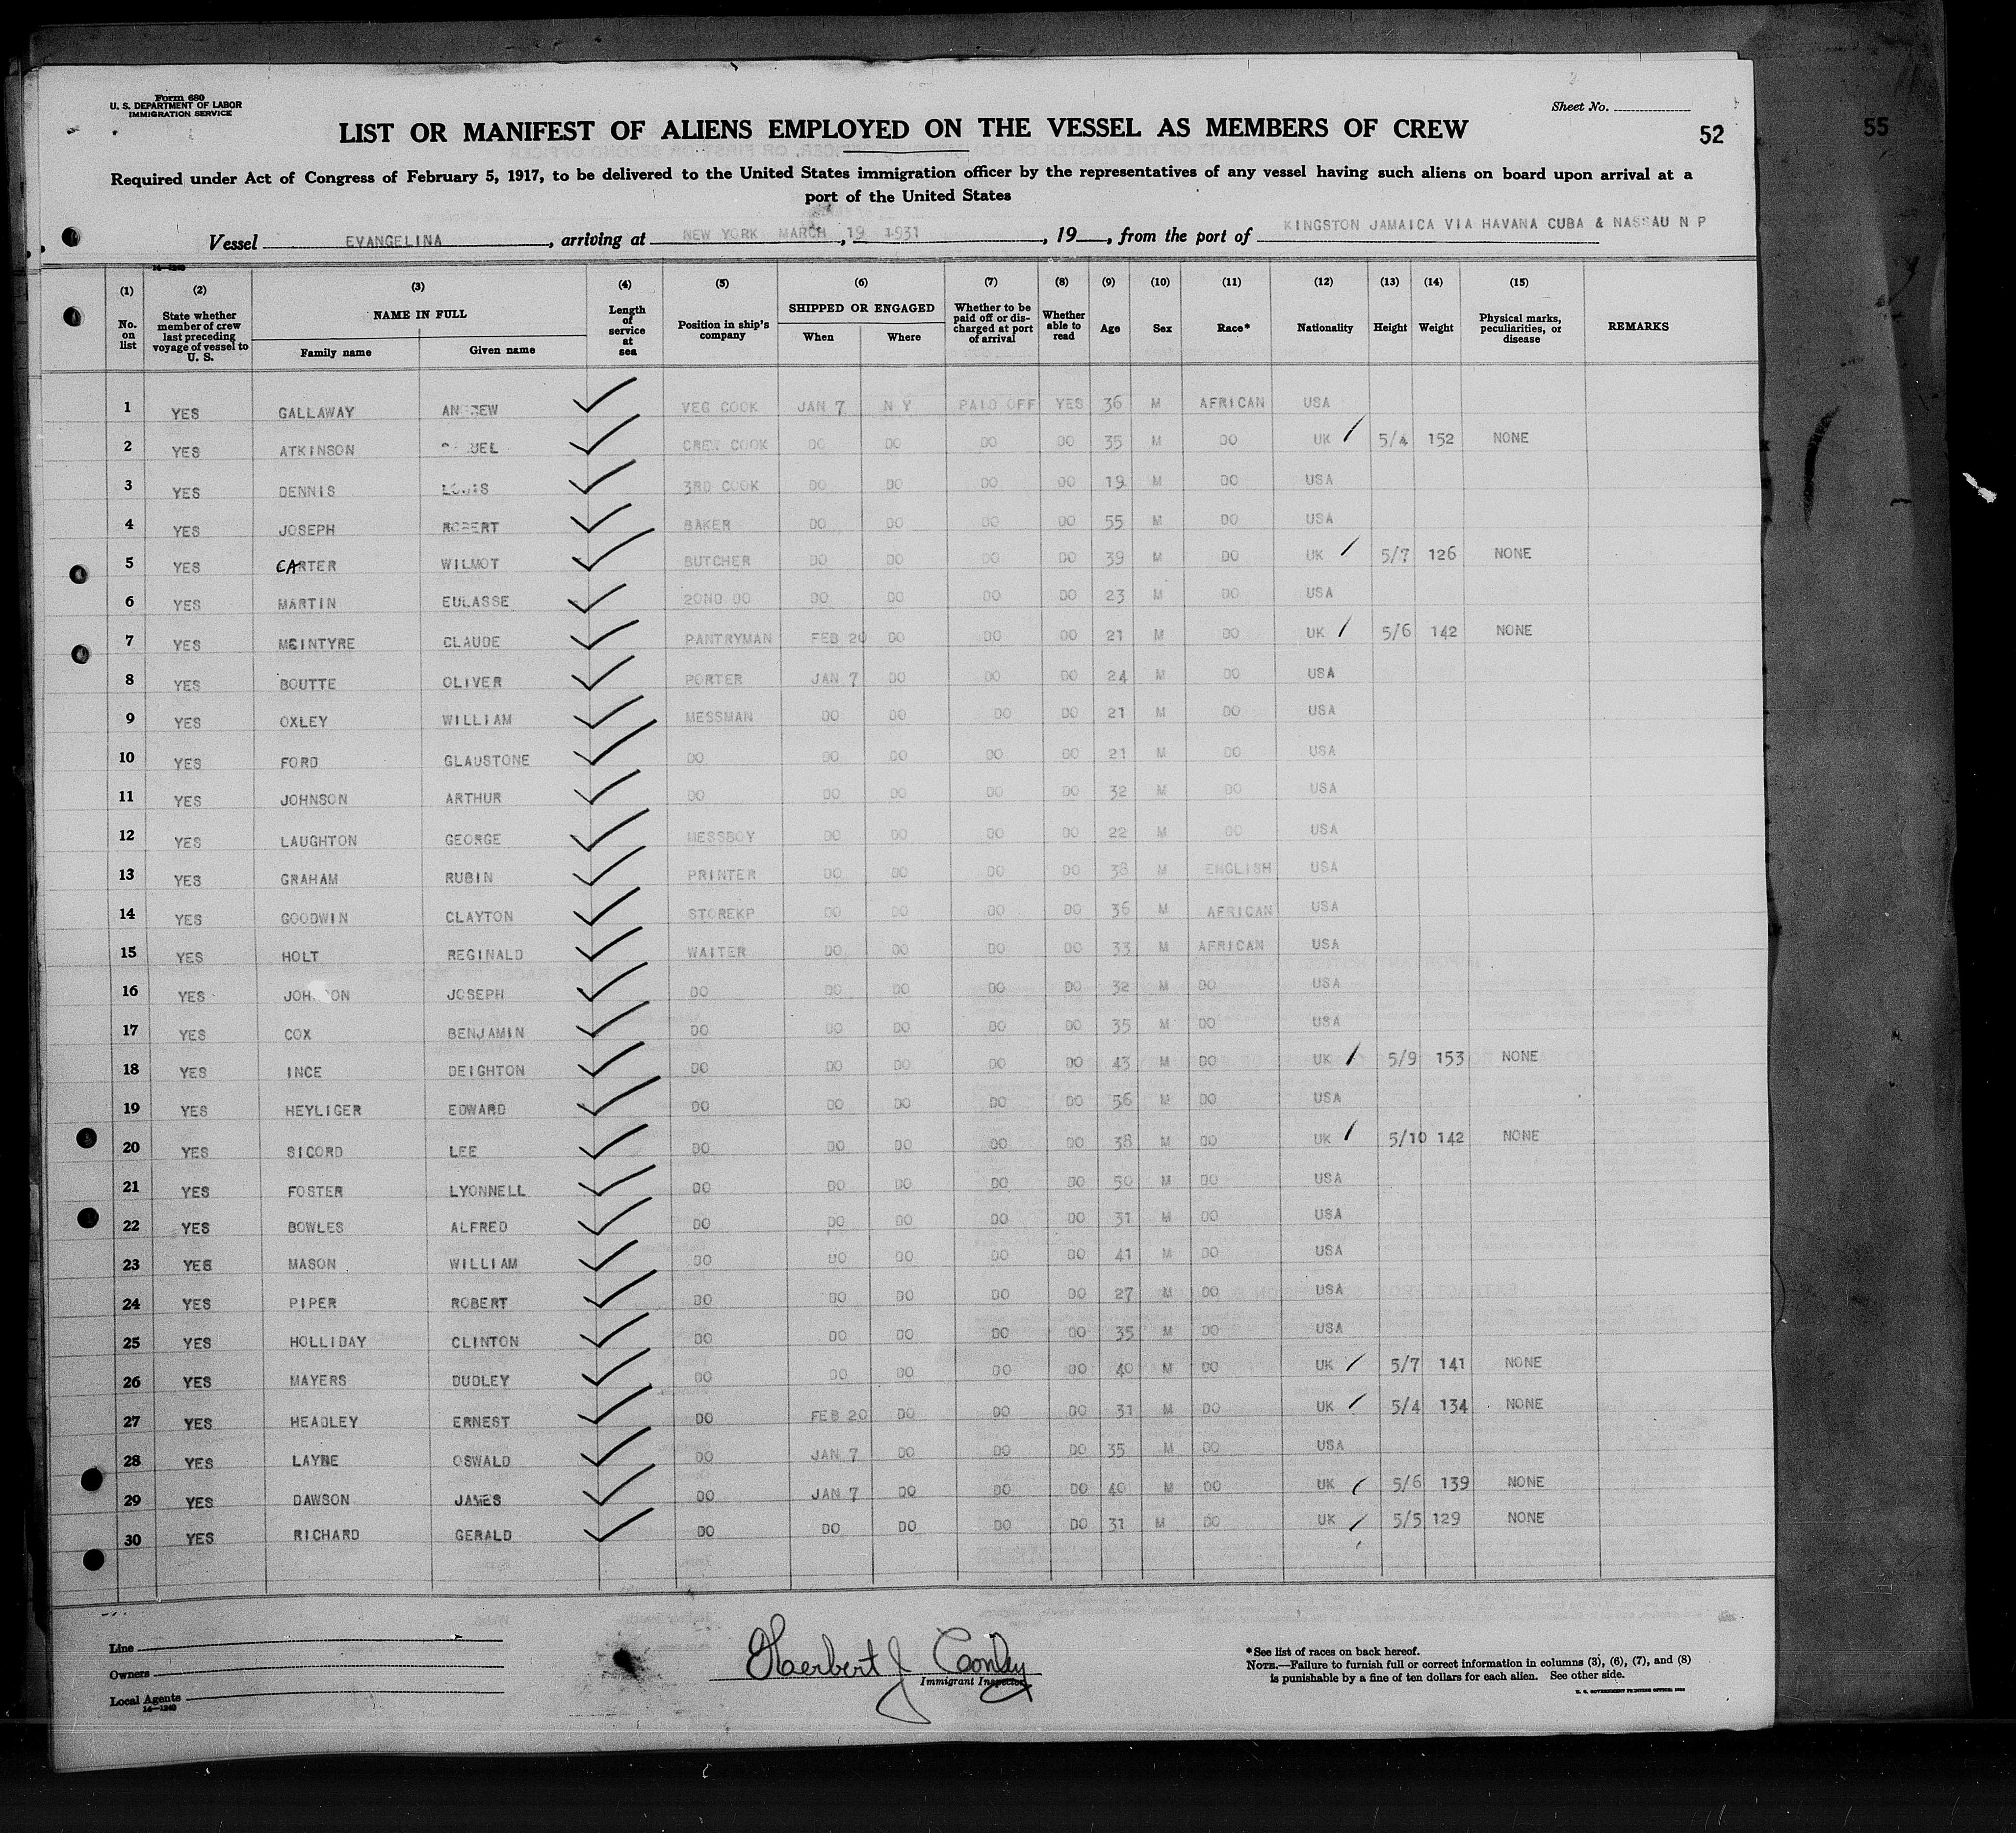 Form 680
U. S. DEPARTMENT OF LABOR
IMMIGRATION SERVICE
Sheet No.
LIST OR MANIFEST OF ALIENS EMPLOYED ON THE VESSEL AS MEMBERS OF CREW
52
55
Required under Act of Congress of February 5, 1917, to be delivered to the United States immigration officer by the representatives of any vessel having such aliens on board upon arrival at a
port of the United States
Vessel EVANGELINA, arriving at NEW YORK MARCH 19 1931, 19, from the port of KINGSTON JAMAICA VIA HAVANA CUBA & NASSAU N P
14—1240
(1) No. on list (2) State whether member of crew last preceding voyage of vessel to U. S. (3) NAME IN FULL Family name Given name (4) Length of service at sea (5) Position in ship's company (6) SHIPPED OR ENGAGED When Where (7) Whether to be paid off or discharged at port of arrival (8) Whether able to read (9) Age (10) Sex (11) Race* (12) Nationality (13) Height (14) Weight (15) Physical marks, peculiarities, or disease REMARKS
1 YES GALLAWAY ANDREW VEG COOK JAN 7 N Y PAID OFF YES 36 M AFRICAN USA
2 YES ATKINSON CREW COOK DO DO DO DO 35 M DO UK 5/4 152 NONE
3 YES DENNIS LOUIS 3RD COOK DO DO DO DO 19 M DO USA
4 YES JOSEPH ROBERT BAKER DO DO DO DO 55 M DO USA
5 YES CARTER WILMOT BUTCHER DO DO DO DO 39 M DO UK 5/7 126 NONE
6 YES MARTIN EULASSE 2OND DO DO DO DO DO 23 M DO USA
7 YES MCINTYRE CLAUDE PANTRYMAN FEB 20 DO DO DO 21 M DO UK 5/6 142 NONE
8 YES BOUTTE OLIVER PORTER JAN 7 DO DO DO 24 M DO USA
9 YES OXLEY WILLIAM MESSMAN DO DO DO DO 21 M DO USA
10 YES FORD GLADSTONE DO DO DO DO DO 21 M DO USA
11 YES JOHNSON ARTHUR DO DO DO DO DO 32 M DO USA
12 YES LAUGHTON GEORGE MESSBOY DO DO DO DO 22 M DO USA
13 YES GRAHAM RUBIN PRINTER DO DO DO DO 38 M ENGLISH USA
14 YES GOODWIN CLAYTON STOREKP DO DO DO DO 36 M AFRICAN USA
15 YES HOLT REGINALD WAITER DO DO DO DO 33 M AFRICAN USA
16 YES JOHNSON JOSEPH DO DO DO DO DO 32 M DO USA
17 YES COX BENJAMIN DO DO DO DO DO 35 M DO USA
18 YES INCE DEIGHTON DO DO DO DO DO 43 M DO UK 5/9 153 NONE
19 YES HEYLIGER EDWARD DO DO DO DO DO 56 M DO USA
20 YES SICORD LEE DO DO DO DO DO 38 M DO UK 5/10 142 NONE
21 YES FOSTER LYONNELL DO DO DO DO DO 50 M DO USA
22 YES BOWLES ALFRED DO DO DO DO DO 31 M DO USA
23 YES MASON WILLIAM DO DO DO DO DO 41 M DO USA
24 YES PIPER ROBERT DO DO DO DO DO 27 M DO USA
25 YES HOLLIDAY CLINTON DO DO DO DO DO 35 M DO USA
26 YES MAYERS DUDLEY DO DO DO DO DO 40 M DO UK 5/7 141 NONE
27 YES HEADLEY ERNEST DO FEB 20 DO DO DO 31 M DO UK 5/4 134 NONE
28 YES LAYNE OSWALD DO JAN 7 DO DO DO 35 M DO USA
29 YES DAWSON JAMES DO JAN 7 DO DO DO 40 M DO UK 5/6 139 NONE
30 YES RICHARD GERALD DO DO DO DO DO 31 M DO UK 5/5 129 NONE
Line
Owners
Local Agents
14—1240
Herbert J Conley
Immigrant Inspector
*See list of races on back hereof.
NOTE.—Failure to furnish full or correct information in columns (3), (6), (7), and (8)
is punishable by a fine of ten dollars for each alien. See other side.